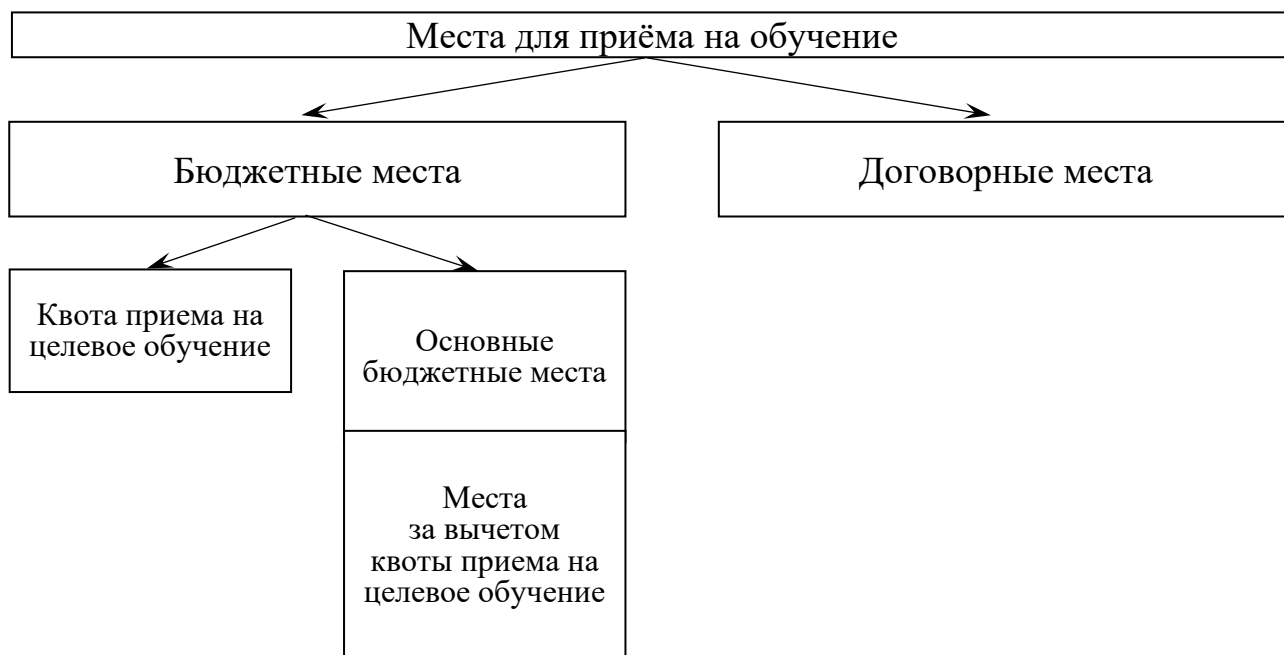 Места для приёма на обучение
Бюджетные места
Договорные места
Квота приема на
целевое обучение
Основные
бюджетные места
Места
за вычетом
квоты приема на
целевое обучение